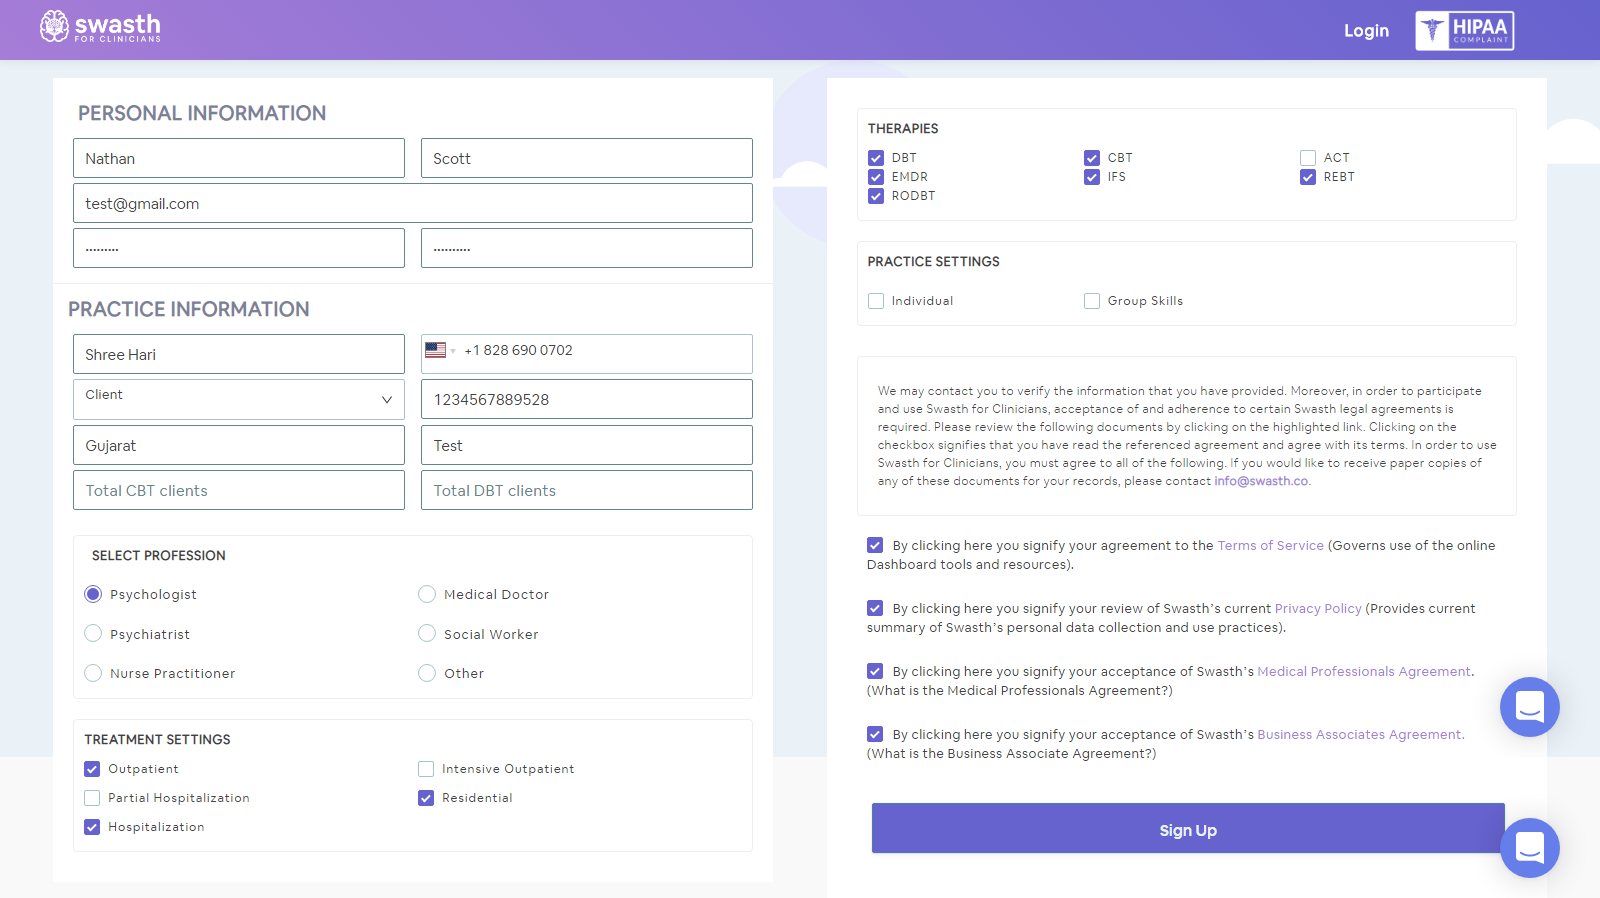 swasth
FOR CLINICIANS
Login
HIPAA
COMPLAINT
PERSONAL INFORMATION
Nathan
Scott
test@gmail.com
·········
··········
PRACTICE INFORMATION
Shree Hari
+1 828 690 0702
Client
1234567889528
Gujarat
Test
Total CBT clients
Total DBT clients
SELECT PROFESSION
Psychologist
Medical Doctor
Psychiatrist
Social Worker
Nurse Practitioner
Other
TREATMENT SETTINGS
Outpatient
Intensive Outpatient
Partial Hospitalization
Residential
Hospitalization
THERAPIES
DBT
CBT
ACT
EMDR
IFS
REBT
RODBT
PRACTICE SETTINGS
Individual
Group Skills
We may contact you to verify the information that you have provided. Moreover, in order to participate
and use Swasth for Clinicians, acceptance of and adherence to certain Swasth legal agreements is
required. Please review the following documents by clicking on the highlighted link. Clicking on the
checkbox signifies that you have read the referenced agreement and agree with its terms. In order to use
Swasth for Clinicians, you must agree to all of the following. If you would like to receive paper copies of
any of these documents for your records, please contact info@swasth.co.
By clicking here you signify your agreement to the Terms of Service (Governs use of the online
Dashboard tools and resources).
By clicking here you signify your review of Swasth's current Privacy Policy (Provides current
summary of Swasth's personal data collection and use practices).
By clicking here you signify your acceptance of Swasth's Medical Professionals Agreement.
(What is the Medical Professionals Agreement?)
By clicking here you signify your acceptance of Swasth's Business Associates Agreement.
(What is the Business Associate Agreement?)
Sign Up